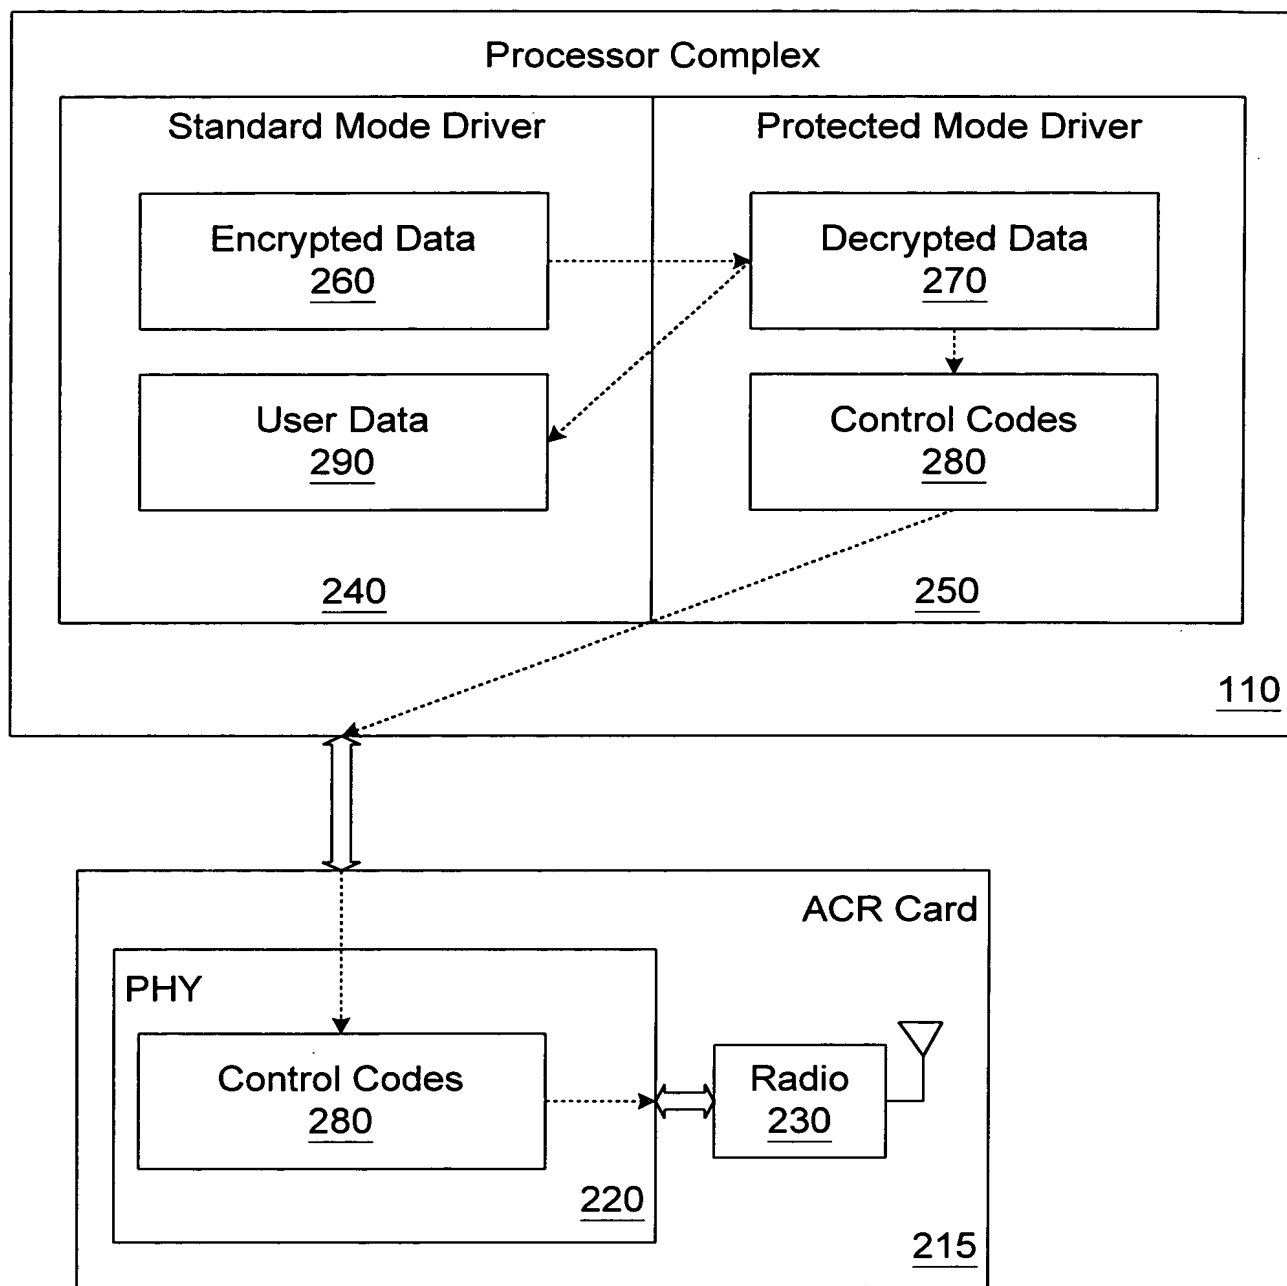 Processor Complex
Standard Mode Driver
Protected Mode Driver
Encrypted Data
260
Decrypted Data
270
User Data
290
Control Codes
280
240
250
110
ACR Card
PHY
Control Codes
280
Radio
230
220
215